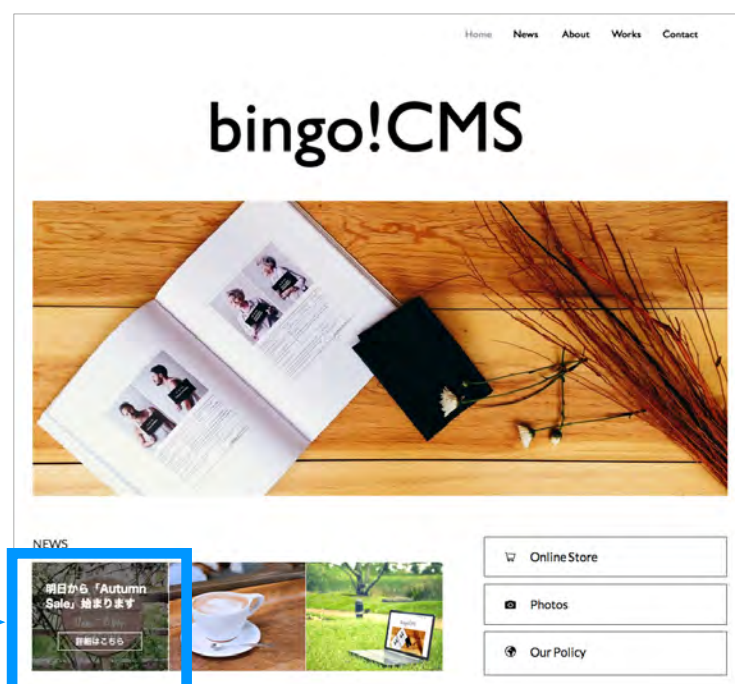 Home News About Works Contact
bingo!CMS
NEWS
明日から「Autumn
Sale」始まります
詳細はこちら
Online Store
Photos
Our Policy